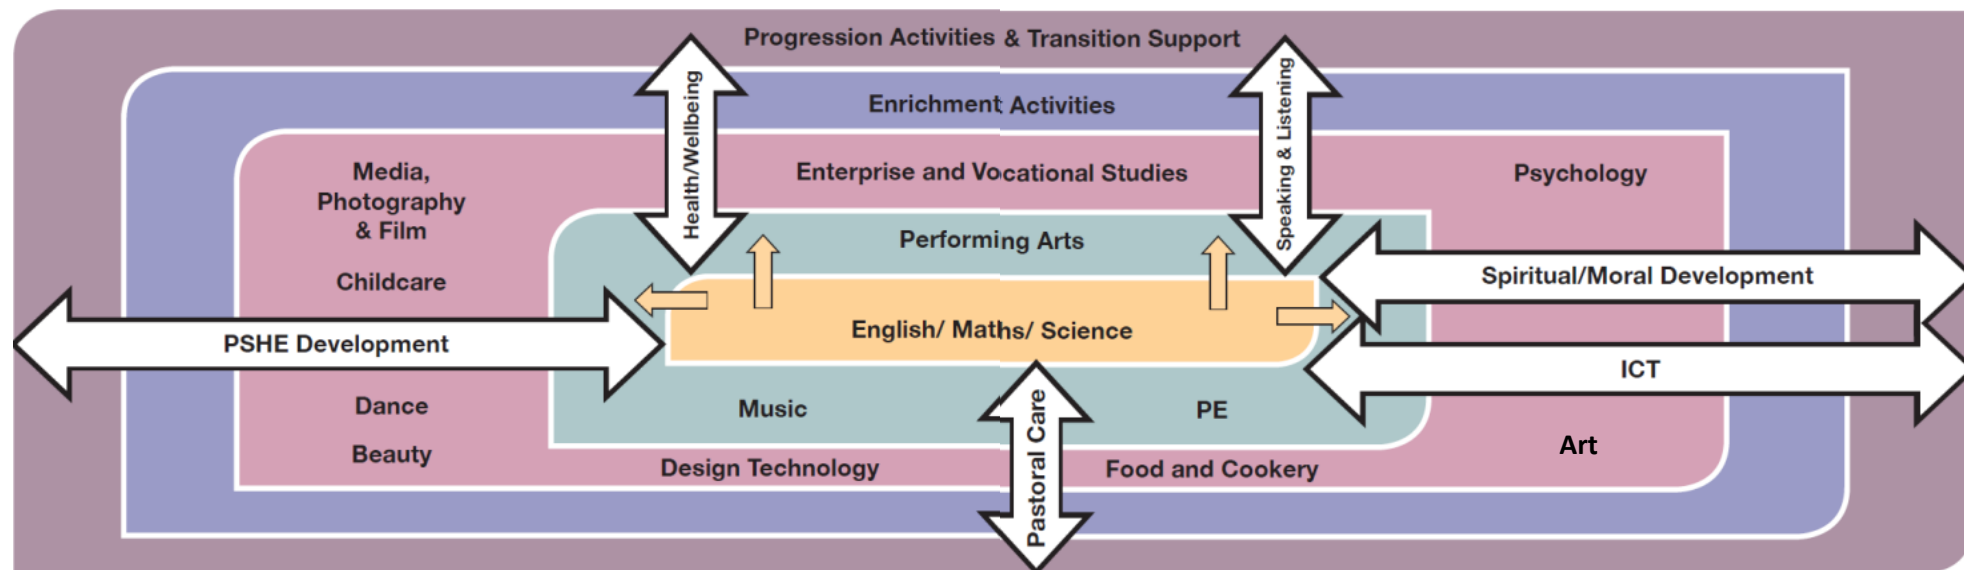 Progression Activities & Transition Support
Health/Wellbeing
Speaking & Listening
Enrichment Activities
Media,
Photography
& Film
Enterprise and Vocational Studies
Psychology
Performing Arts
Childcare
Spiritual/Moral Development
English/ Maths/ Science
PSHE Development
ICT
Dance
Music
PE
Pastoral Care
Art
Beauty
Design Technology
Food and Cookery